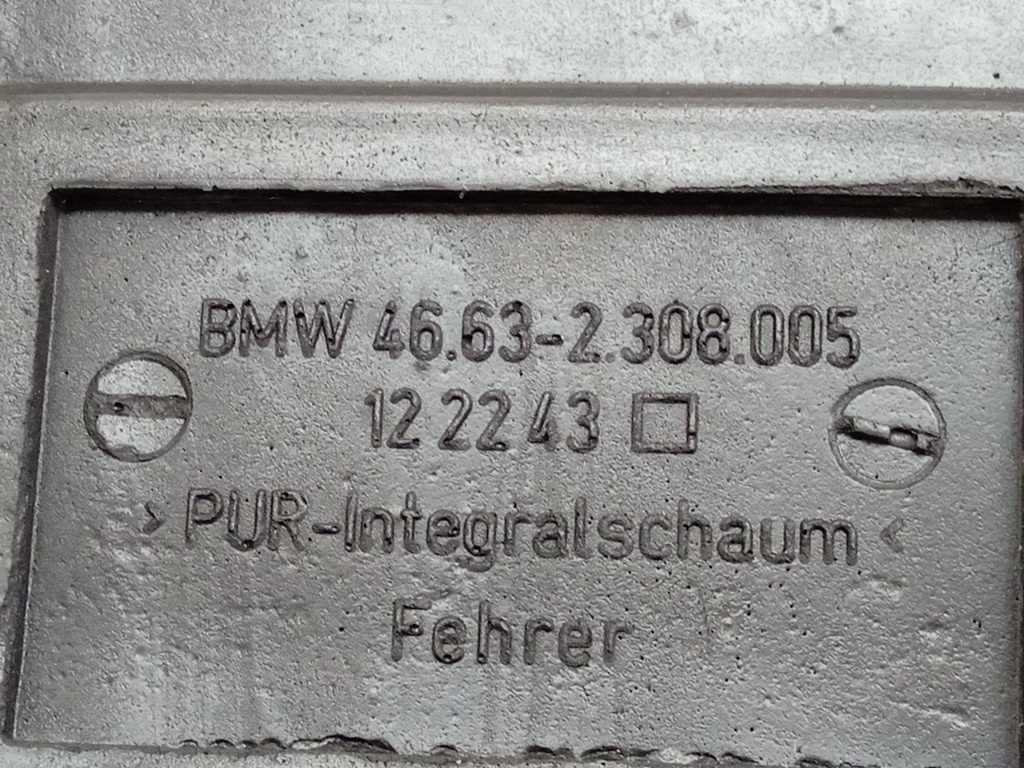 BMW 46.63-2.308.005
12 22 43
>PUR-Integralschaum<
Fehrer